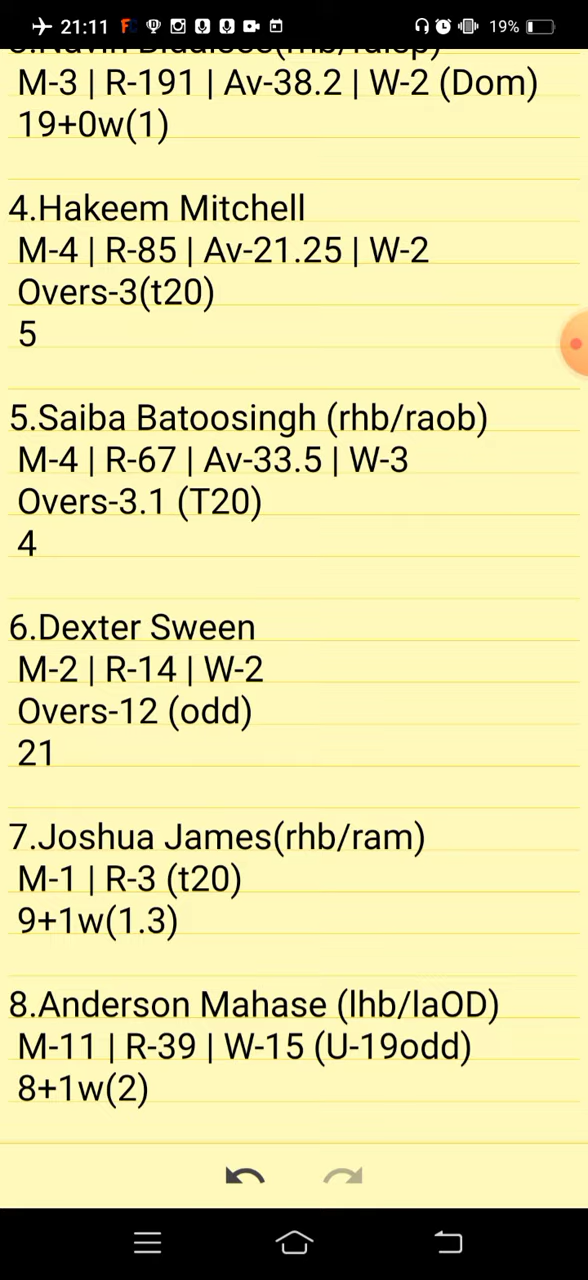 21:11 19%
M-3 | R-191 | Av-38.2 | W-2 (Dom)
19+0w(1)
4.Hakeem Mitchell
M-4 | R-85 | Av-21.25 | W-2
Overs-3(t20)
5
5.Saiba Batoosingh (rhb/raob)
M-4 | R-67 | Av-33.5 | W-3
Overs-3.1 (T20)
4
6.Dexter Sween
M-2 | R-14 | W-2
Overs-12 (odd)
21
7.Joshua James(rhb/ram)
M-1 | R-3 (t20)
9+1w(1.3)
8.Anderson Mahase (lhb/laOD)
M-11 | R-39 | W-15 (U-19odd)
8+1w(2)